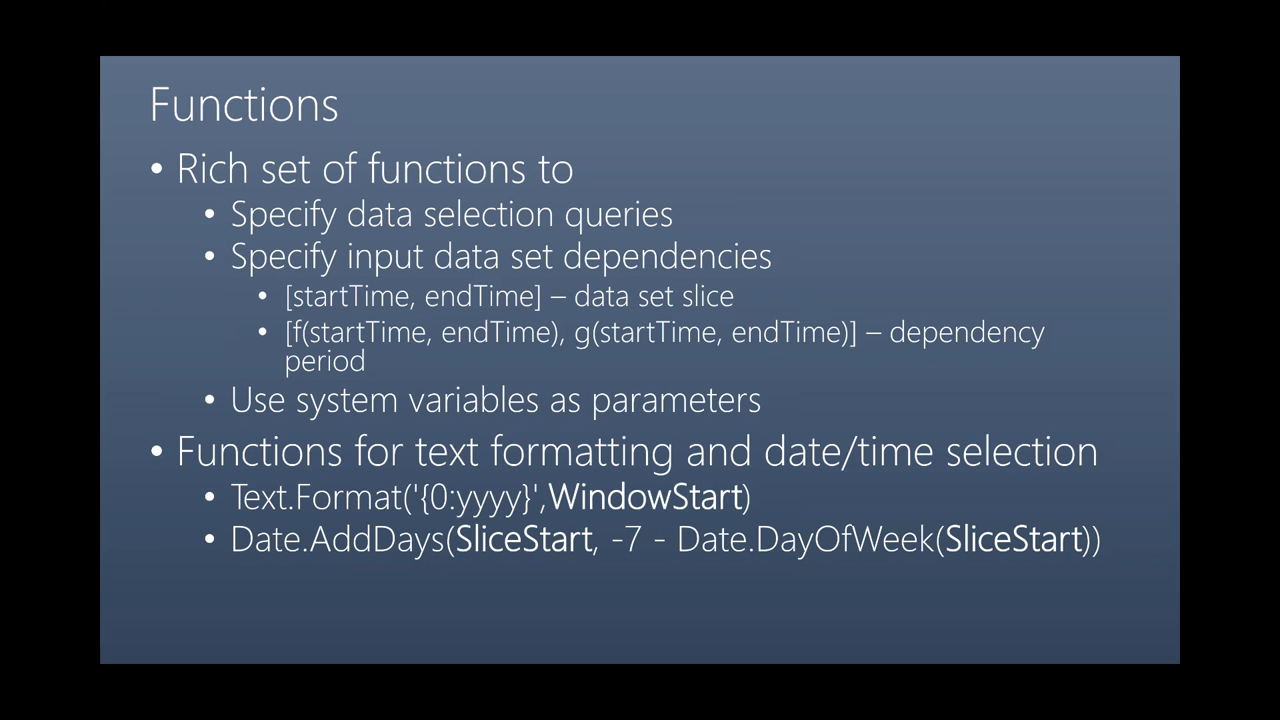 Functions
• Rich set of functions to
• Specify data selection queries
• Specify input data set dependencies
• [startTime, endTime] – data set slice
• [f(startTime, endTime), g(startTime, endTime)] – dependency
period
• Use system variables as parameters
• Functions for text formatting and date/time selection
• Text.Format('{0:yyyy}',WindowStart)
• Date.AddDays(SliceStart, -7 - Date.DayOfWeek(SliceStart))